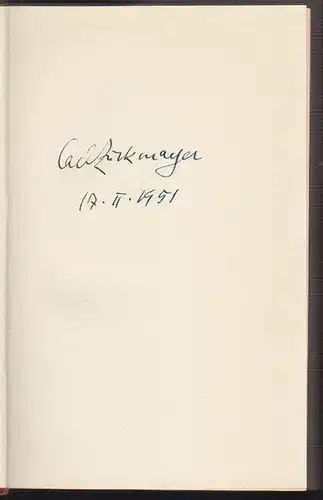 Carl Zuckmayer
17. II. 1951